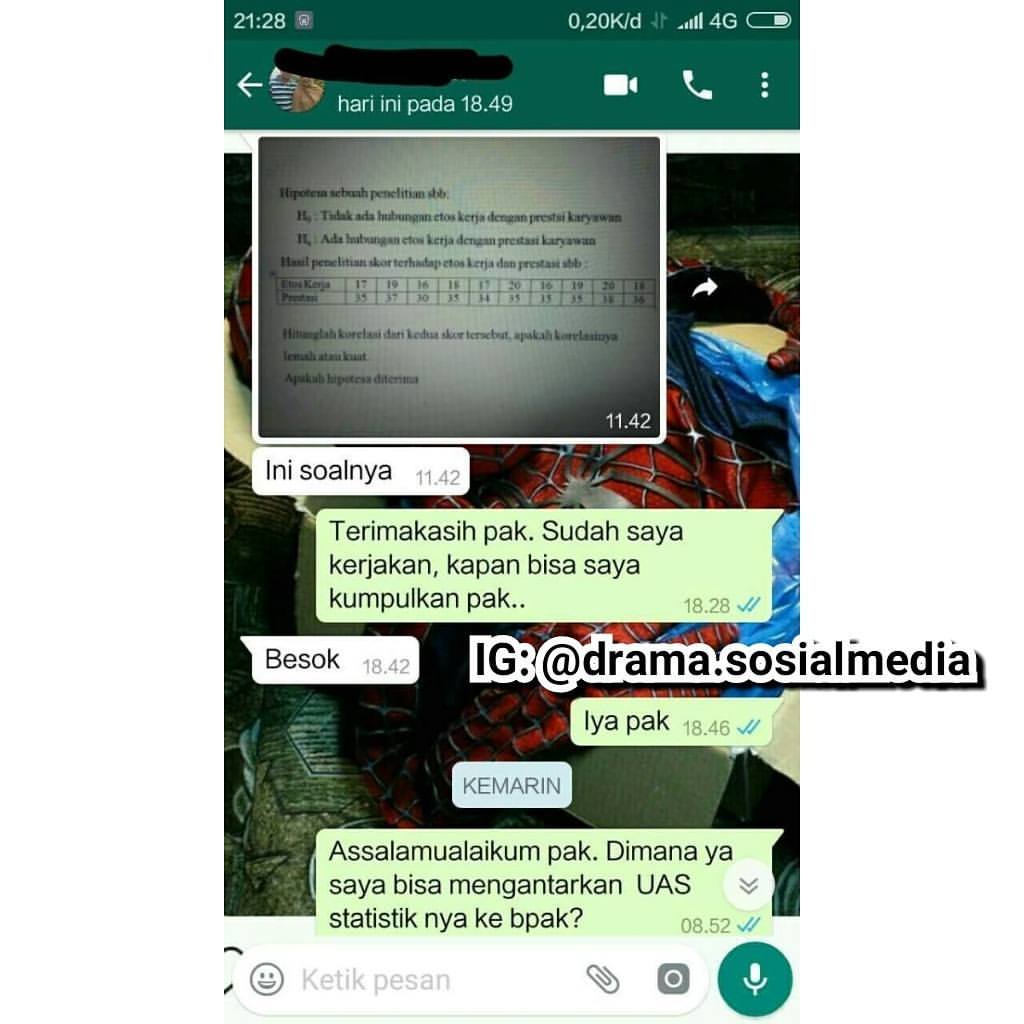 21:28 0,20K/d 4G
hari ini pada 18.49
Hipotesa sebuah penelitian sbb:
H₀ : Tidak ada hubungan etos kerja dengan prestsi karyawan
: Ada hubungan etos kerja dengan prestasi karyawan
Hasil penelitian skor terhadap etos kerja dan prestasi sbb :
Etos Kerja 17 19 16 18 17 20 16 19 20 18
Prestasi 35 37 30 35 34 35 35 38 36
Hitunglah korelasi dari kedua skor tersebut, apakah korelasinya
lemah atau kuat
Apakah hipotesa diterima
11.42
Ini soalnya 11.42
Terimakasih pak. Sudah saya
kerjakan, kapan bisa saya
kumpulkan pak..
18.28
Besok 18.42
IG: @drama.sosialmedia
Iya pak 18.46
KEMARIN
Assalamualaikum pak. Dimana ya
saya bisa mengantarkan UAS
statistik nya ke bpak?
08.52
Ketik pesan